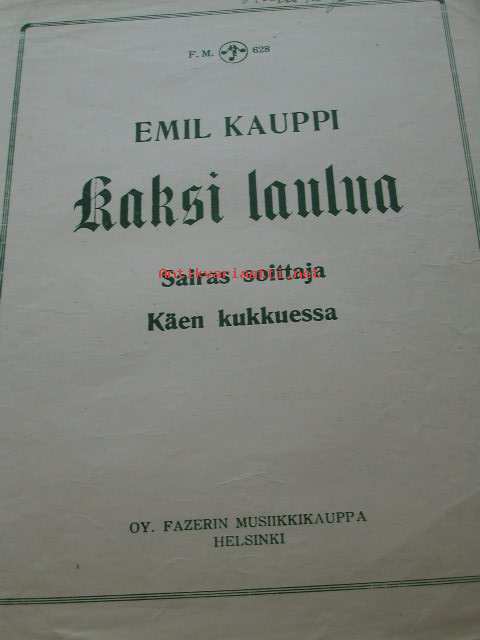 F. M. 628
EMIL KAUPPI
Kaksi laulua
Sairas soittaja
Käen kukkuessa
OY. FAZERIN MUSIIKKIKAUPPA
HELSINKI